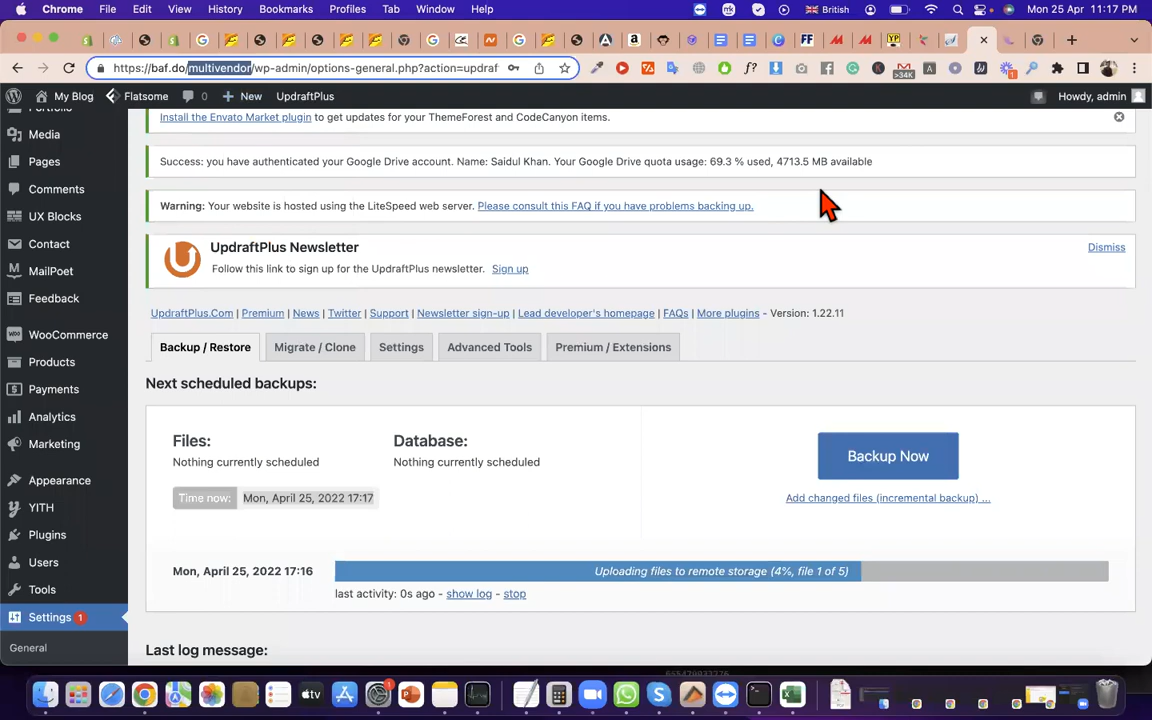 Chrome File Edit View History Bookmarks Profiles Tab Window Help British Mon 25 Apr 11:17 PM
https://baf.do/multivendor/wp-admin/options-general.php?action=updraf
My Blog Flatsome 0 New UpdraftPlus Howdy, admin
Install the Envato Market plugin to get updates for your ThemeForest and CodeCanyon items.
Media
Success: you have authenticated your Google Drive account. Name: Saidul Khan. Your Google Drive quota usage: 69.3 % used, 4713.5 MB available
Pages
Comments
Warning: Your website is hosted using the LiteSpeed web server. Please consult this FAQ if you have problems backing up.
UX Blocks
Contact
UpdraftPlus Newsletter Dismiss
MailPoet
Follow this link to sign up for the UpdraftPlus newsletter. Sign up
Feedback
UpdraftPlus.Com | Premium | News | Twitter | Support | Newsletter sign-up | Lead developer's homepage | FAQs | More plugins - Version: 1.22.11
WooCommerce
Backup / Restore Migrate / Clone Settings Advanced Tools Premium / Extensions
Products
Next scheduled backups:
Payments
Analytics
Marketing
Files: Database:
Nothing currently scheduled Nothing currently scheduled
Backup Now
Appearance
Time now: Mon, April 25, 2022 17:17
Add changed files (incremental backup) ...
YITH
Plugins
Users
Mon, April 25, 2022 17:16 Uploading files to remote storage (4%, file 1 of 5)
Tools
last activity: 0s ago - show log - stop
Settings 1
General
Last log message: